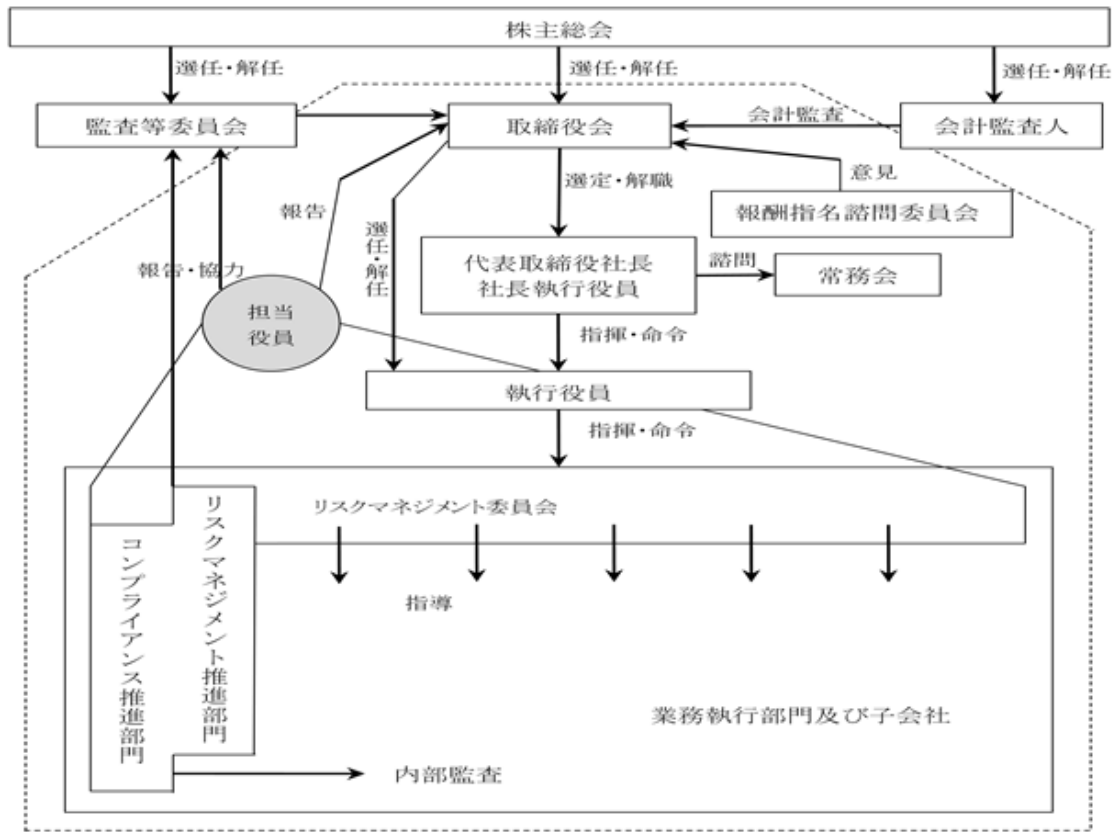 株主総会
選任・解任
選任・解任
選任・解任
監査等委員会
取締役会
会計監査
会計監査人
意見
選定・解職
報告
報酬指名諮問委員会
選任・解任
代表取締役社長
社長執行役員
諮問
常務会
報告・協力
担当
役員
指揮・命令
執行役員
指揮・命令
リスクマネジメント委員会
リスクマネジメント推進部門
コンプライアンス推進部門
指導
業務執行部門及び子会社
内部監査